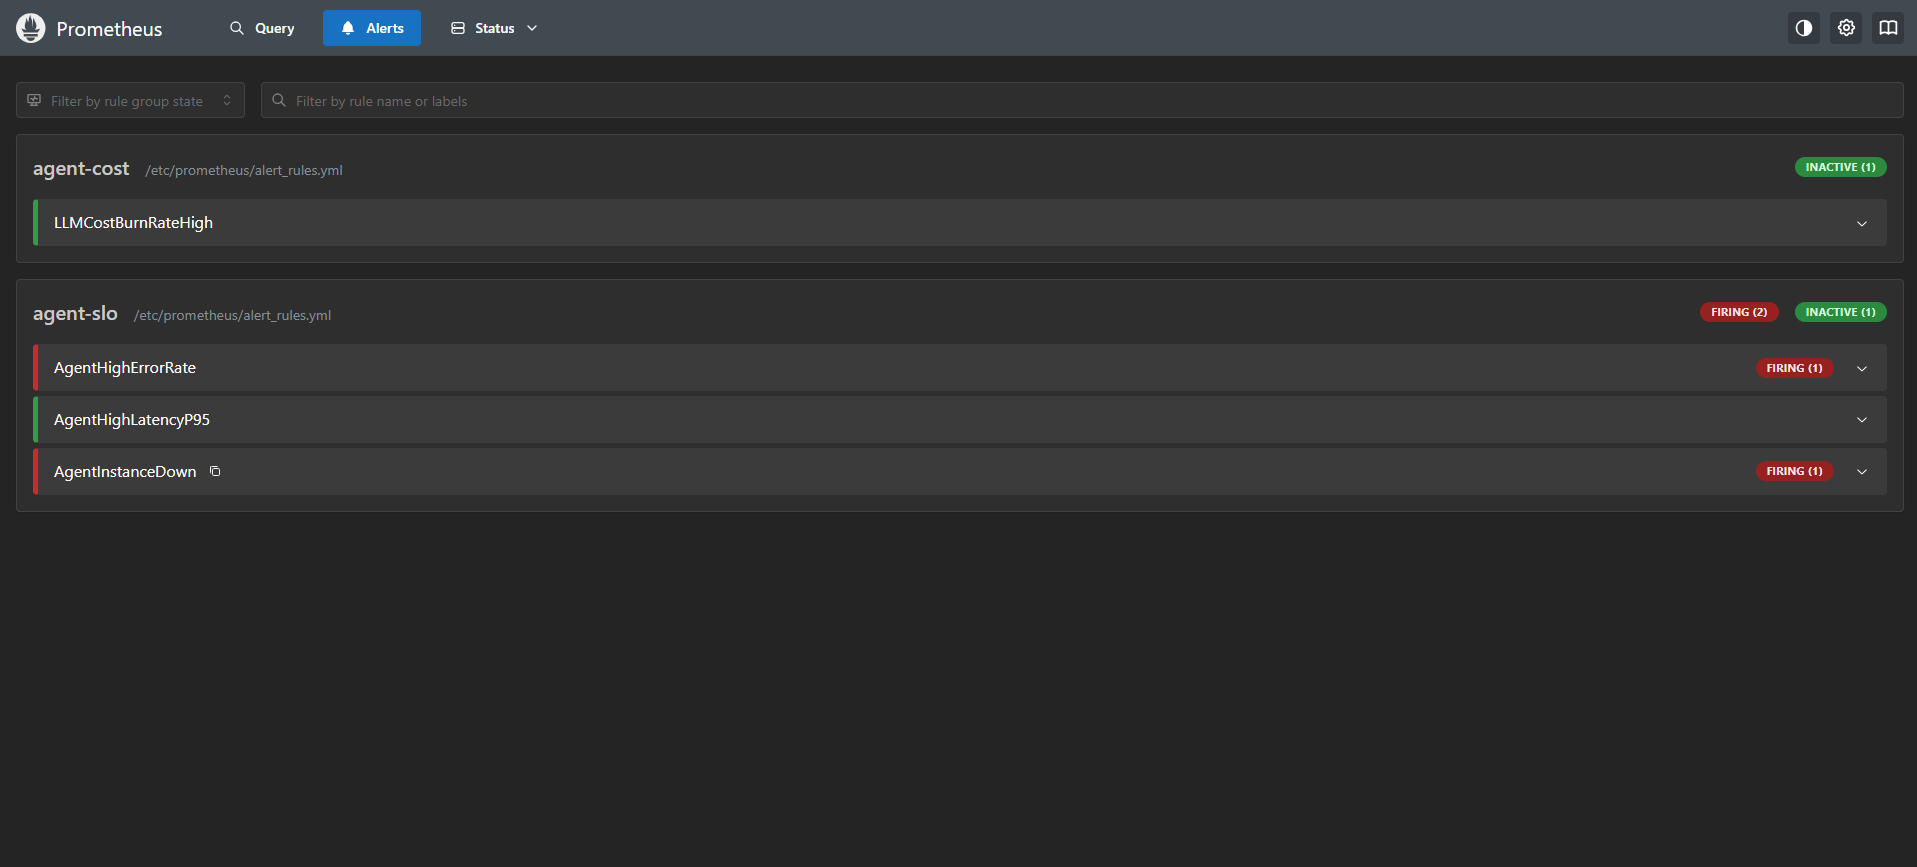 Prometheus Query Alerts Status
Filter by rule group state Filter by rule name or labels
agent-cost /etc/prometheus/alert_rules.yml INACTIVE (1)
LLMCostBurnRateHigh
agent-slo /etc/prometheus/alert_rules.yml FIRING (2) INACTIVE (1)
AgentHighErrorRate FIRING (1)
AgentHighLatencyP95
AgentInstanceDown FIRING (1)